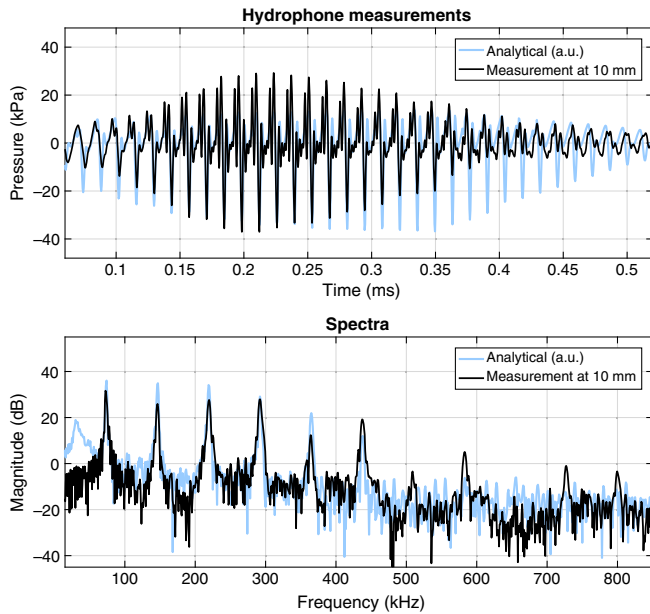 Hydrophone measurements
Analytical (a.u.)
Measurement at 10 mm
Pressure (kPa)
40
20
0
−20
−40
0.1 0.15 0.2 0.25 0.3 0.35 0.4 0.45 0.5
Time (ms)
Spectra
Analytical (a.u.)
Measurement at 10 mm
Magnitude (dB)
40
20
0
−20
−40
100 200 300 400 500 600 700 800
Frequency (kHz)